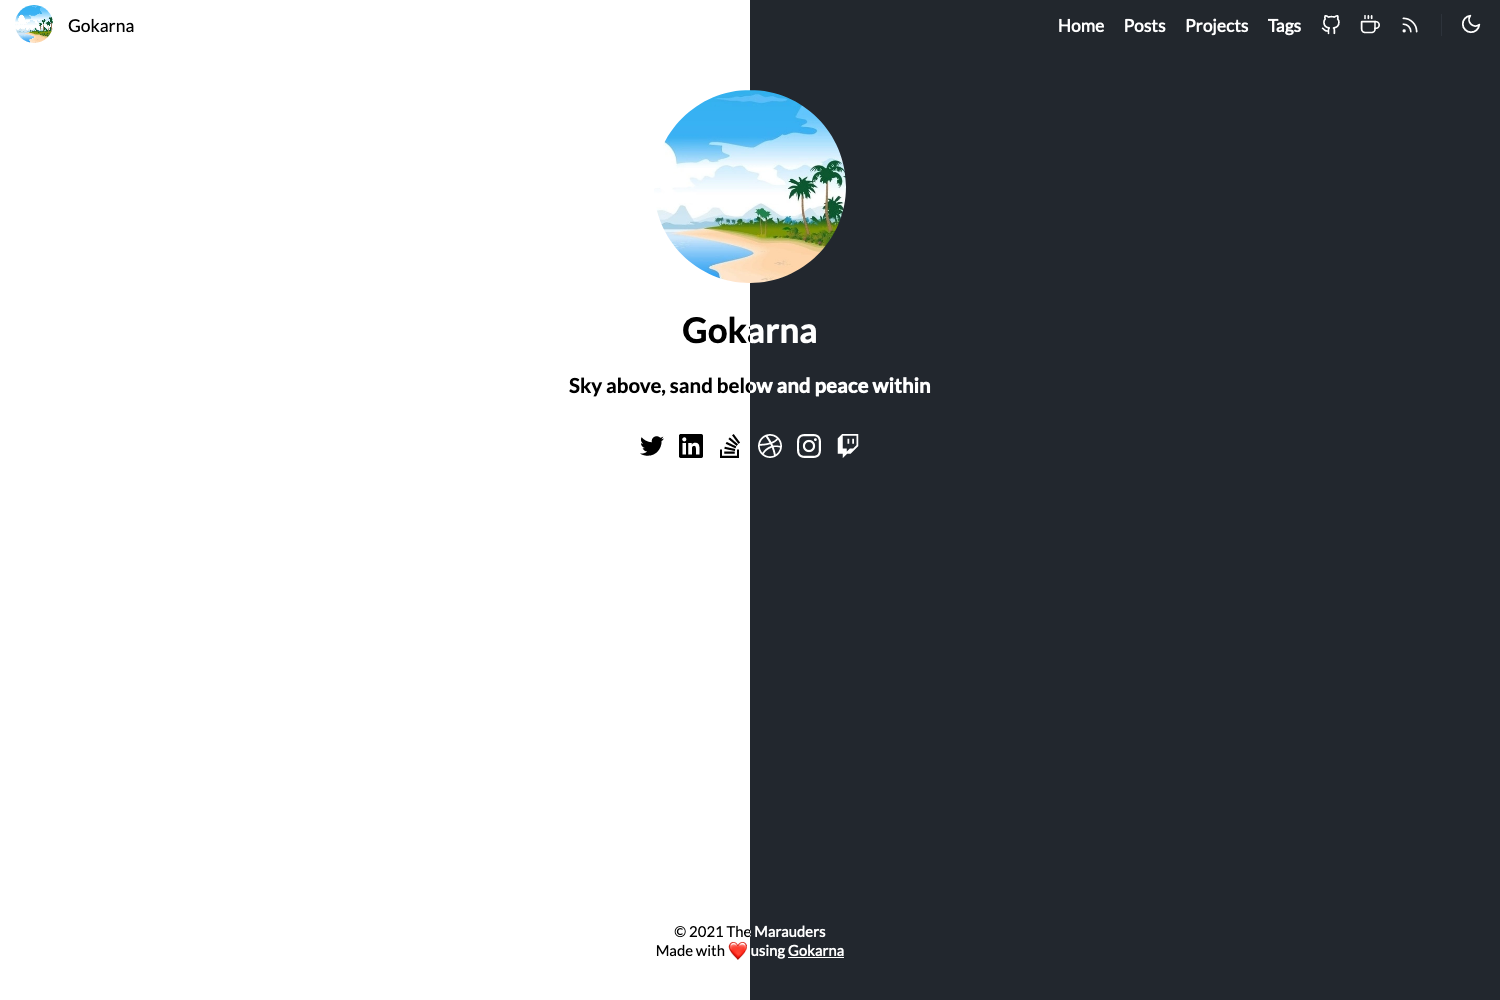 Gokarna
Home Posts Projects Tags
Gokarna
Sky above, sand below and peace within
© 2021 The Marauders
Made with ❤️ using Gokarna